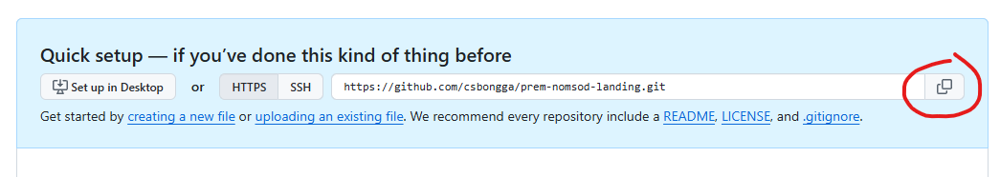 Quick setup — if you’ve done this kind of thing before
Set up in Desktop or HTTPS SSH https://github.com/csbongga/prem-nomsod-landing.git
Get started by creating a new file or uploading an existing file. We recommend every repository include a README, LICENSE, and .gitignore.